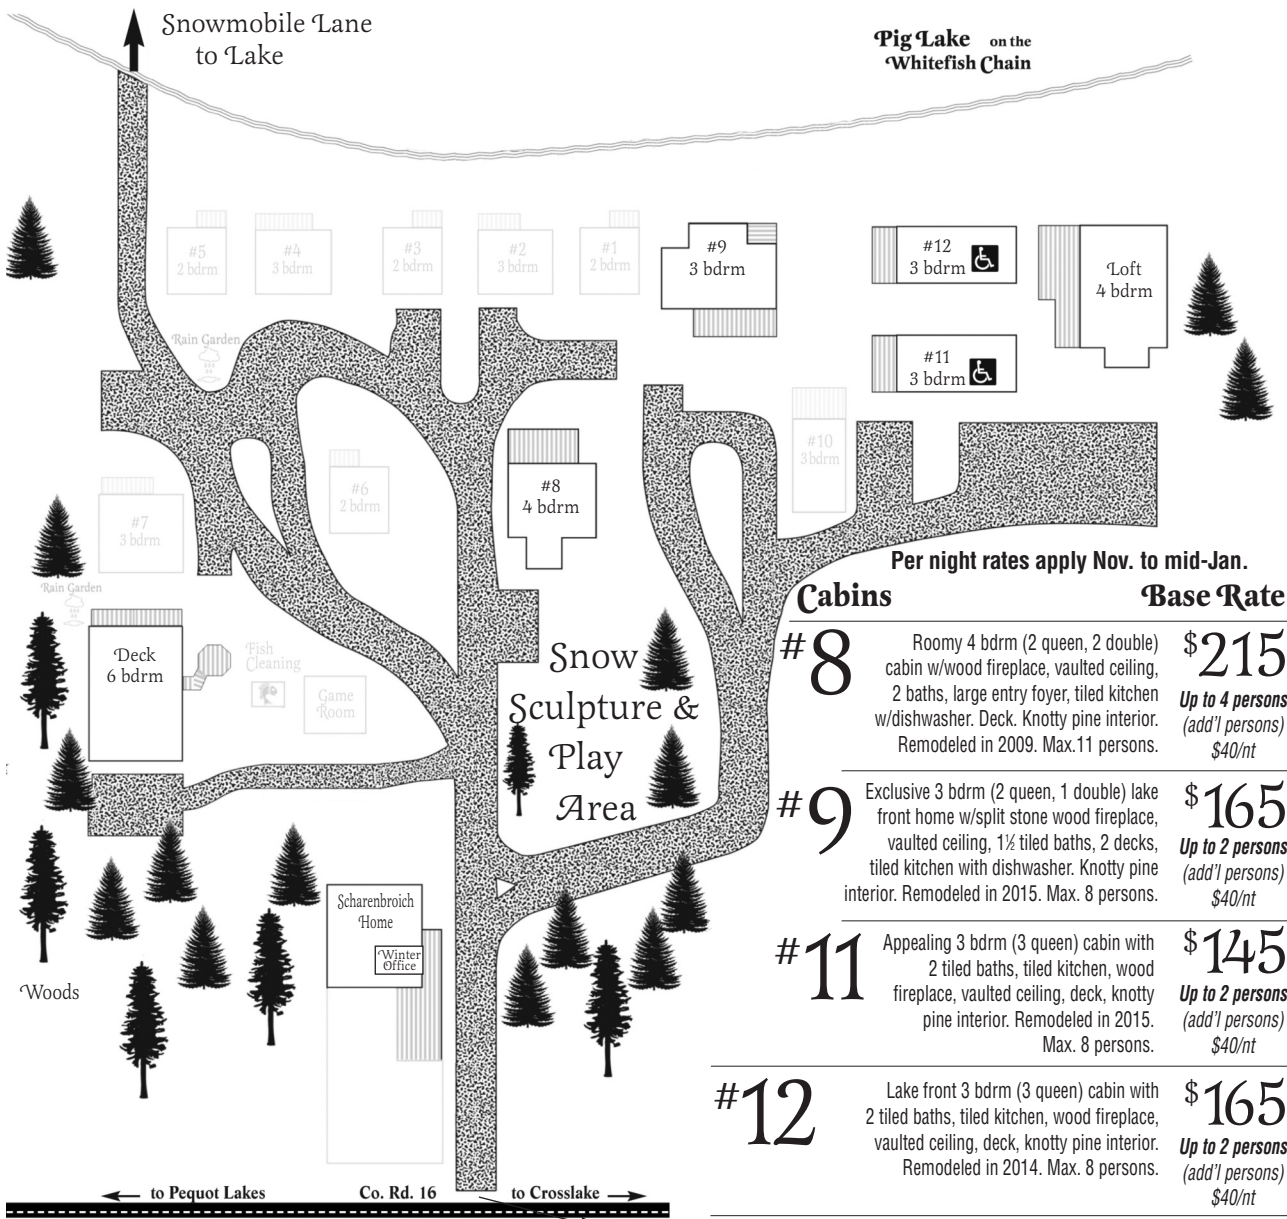 Snowmobile Lane
to Lake
Pig Lake on the
Whitefish Chain
#5
2 bdrm
#4
3 bdrm
#3
2 bdrm
#2
3 bdrm
#1
2 bdrm
#9
3 bdrm
#12
3 bdrm
Loft
4 bdrm
Rain Garden
#11
3 bdrm
#10
3bdrm
#6
2 bdrm
#8
4 bdrm
#7
3 bdrm
Rain Garden
Deck
6 bdrm
Fish
Cleaning
Game
Room
Snow
Sculpture &
Play
Area
Scharenbroich
Home
Winter
Office
Woods
to Pequot Lakes
Co. Rd. 16
to Crosslake
Per night rates apply Nov. to mid-Jan.
Cabins Base Rate
#8
Roomy 4 bdrm (2 queen, 2 double)
cabin w/wood fireplace, vaulted ceiling,
2 baths, large entry foyer, tiled kitchen
w/dishwasher. Deck. Knotty pine interior.
Remodeled in 2009. Max.11 persons.
$215
Up to 4 persons
(add'l persons)
$40/nt
#9
Exclusive 3 bdrm (2 queen, 1 double) lake
front home w/split stone wood fireplace,
vaulted ceiling, 1½ tiled baths, 2 decks,
tiled kitchen with dishwasher. Knotty pine
interior. Remodeled in 2015. Max. 8 persons.
$165
Up to 2 persons
(add'l persons)
$40/nt
#11
Appealing 3 bdrm (3 queen) cabin with
2 tiled baths, tiled kitchen, wood
fireplace, vaulted ceiling, deck, knotty
pine interior. Remodeled in 2015.
Max. 8 persons.
$145
Up to 2 persons
(add'l persons)
$40/nt
#12
Lake front 3 bdrm (3 queen) cabin with
2 tiled baths, tiled kitchen, wood fireplace,
vaulted ceiling, deck, knotty pine interior.
Remodeled in 2014. Max. 8 persons.
$165
Up to 2 persons
(add'l persons)
$40/nt